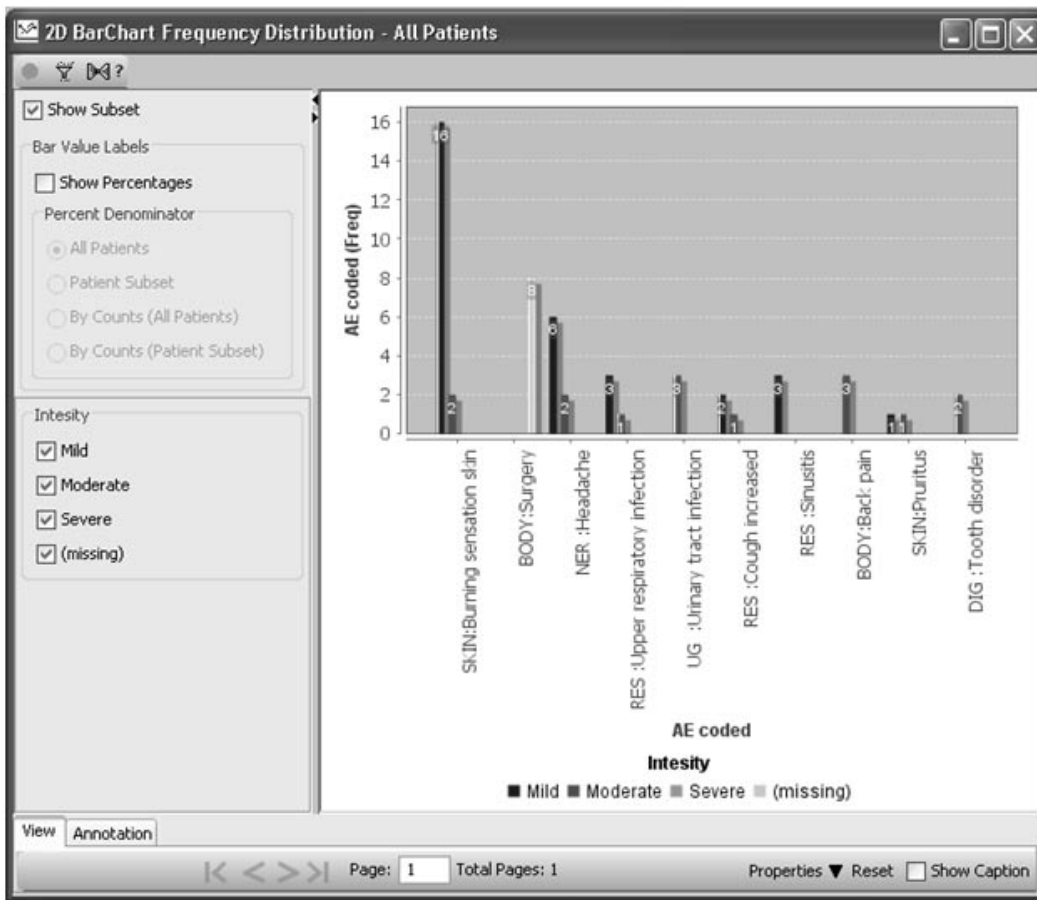 2D BarChart Frequency Distribution - All Patients
?
Show Subset
Bar Value Labels
Show Percentages
Percent Denominator
All Patients
Patient Subset
By Counts (All Patients)
By Counts (Patient Subset)
Intesity
Mild
Moderate
Severe
(missing)
AE coded (Freq)
16
14
12
10
8
6
4
2
0
16
2
8
6
2
3
1
3
2
1
3
3
1
1
2
SKIN:Burning sensation skin
BODY:Surgery
NER :Headache
RES :Upper respiratory infection
UG :Urinary tract infection
RES :Cough increased
RES :Sinusitis
BODY:Back pain
SKIN:Pruritus
DIG :Tooth disorder
AE coded
Intesity
Mild Moderate Severe (missing)
View Annotation
Page: 1 Total Pages: 1 Properties ▼ Reset Show Caption